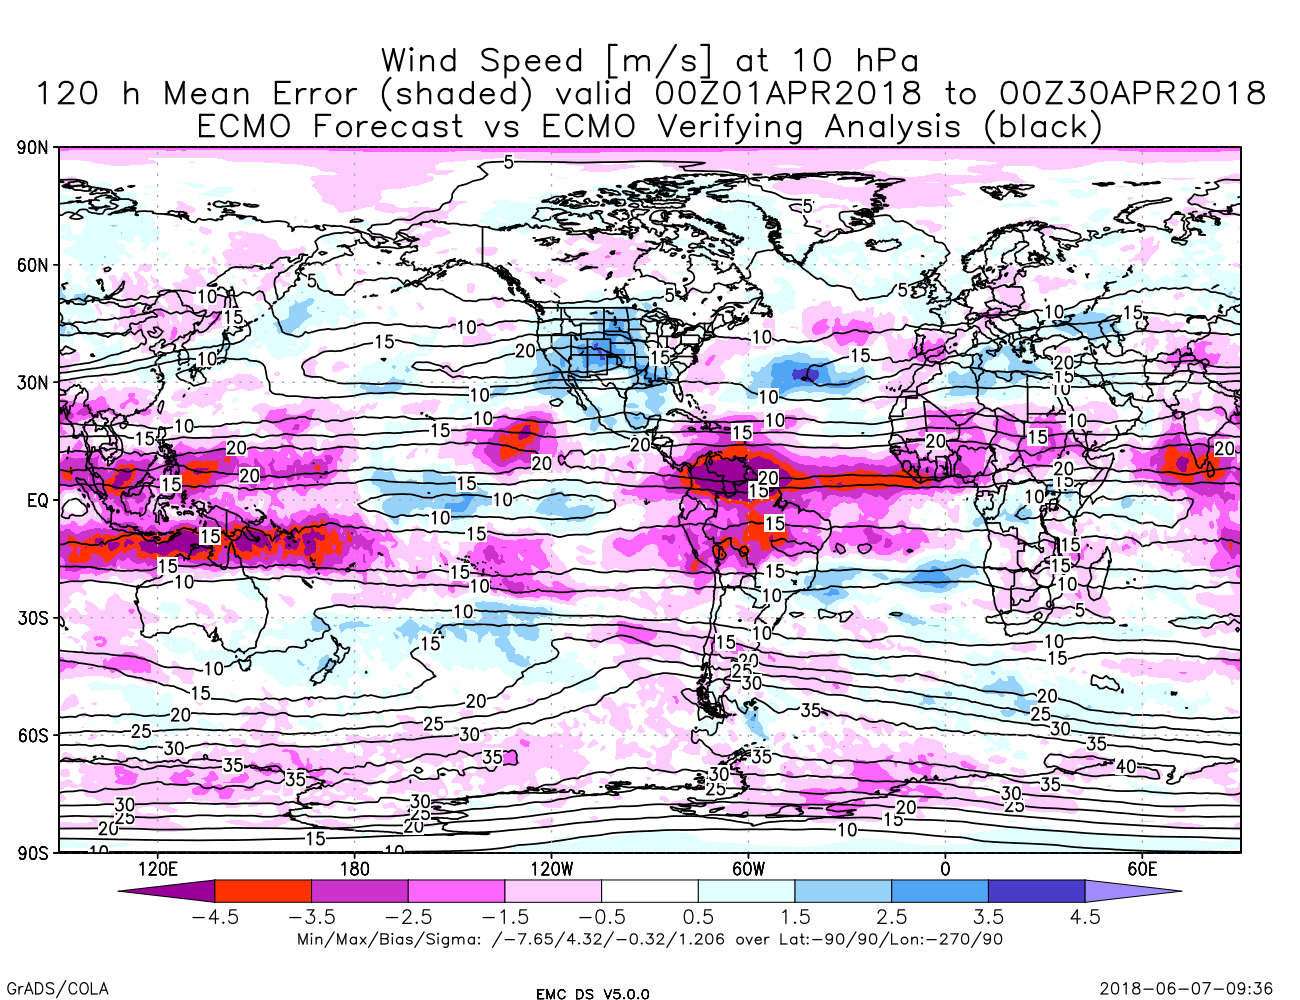 Wind Speed [m/s] at 10 hPa
120 h Mean Error (shaded) valid 00Z01APR2018 to 00Z30APR2018
ECMO Forecast vs ECMO Verifying Analysis (black)
90N
5
5
60N
5 5 5
10 10
15 15
10 10
15 20 15 15 20
10 15
30N
10 10 10
10 10 10 10
15 15 15 20 15
20 20 20 20
20 20 20
15 15 15 15
EQ
10 10
10
15 15 15 15
15 15 15 15
10 10 10 10
30S
10 10 10 5
15 15 10 15
10 20
15 25
30
20 20 20
25 25 35 25
30 30 30
60S
35 35 35
35 35 30 40
25 35
30 30 20 30
25 25 15 25
20 20 10
15
90S
10 10
120E 180 120W 60W 0 60E
−4.5 −3.5 −2.5 −1.5 −0.5 0.5 1.5 2.5 3.5 4.5
Min/Max/Bias/Sigma: /−7.65/4.32/−0.32/1.206 over Lat:−90/90/Lon:−270/90
GrADS/COLA
EMC DS V5.0.0
2018−06−07−09:36